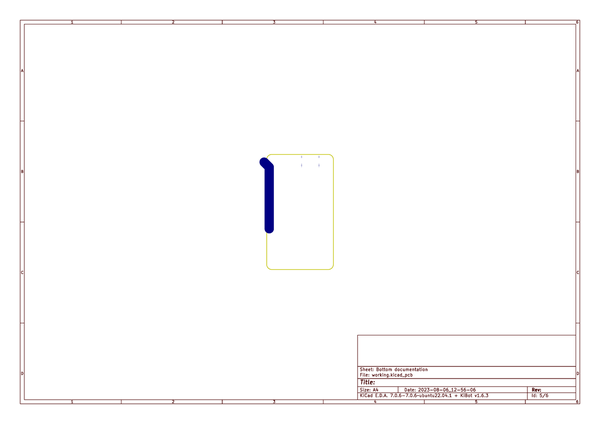 1 2 3 4 5 6
A A
B B
C C
D D
Sheet: Bottom documentation
File: working.kicad_pcb
Title:
Size: A4 Date: 2023-08-06_12-56-06 Rev:
KiCad E.D.A. 7.0.6-7.0.6~ubuntu22.04.1 + KiBot v1.6.3 Id: 5/6
1 2 3 4 5 6